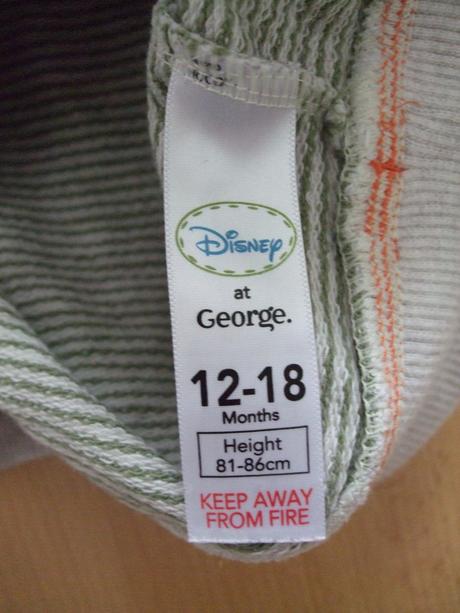 Disney
at
George.
12-18
Months
Height
81-86cm
KEEP AWAY
FROM FIRE